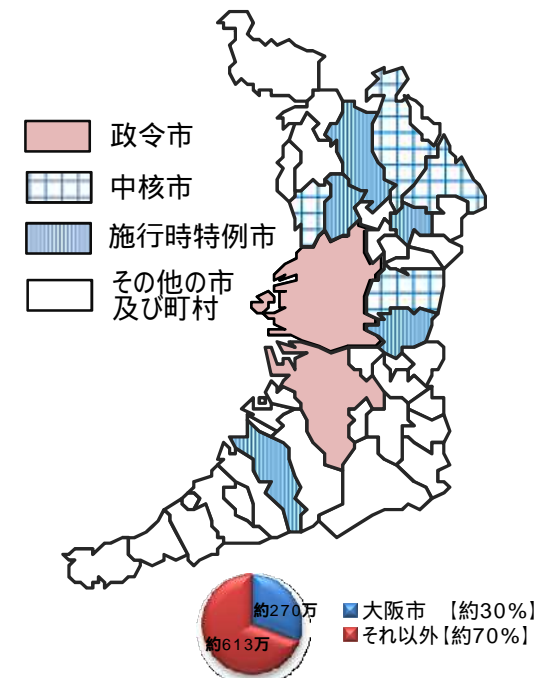 政令市
中核市
施行時特例市
その他の市
及び町村
約270万
約613万
大阪市 【約30%】
それ以外【約70%】